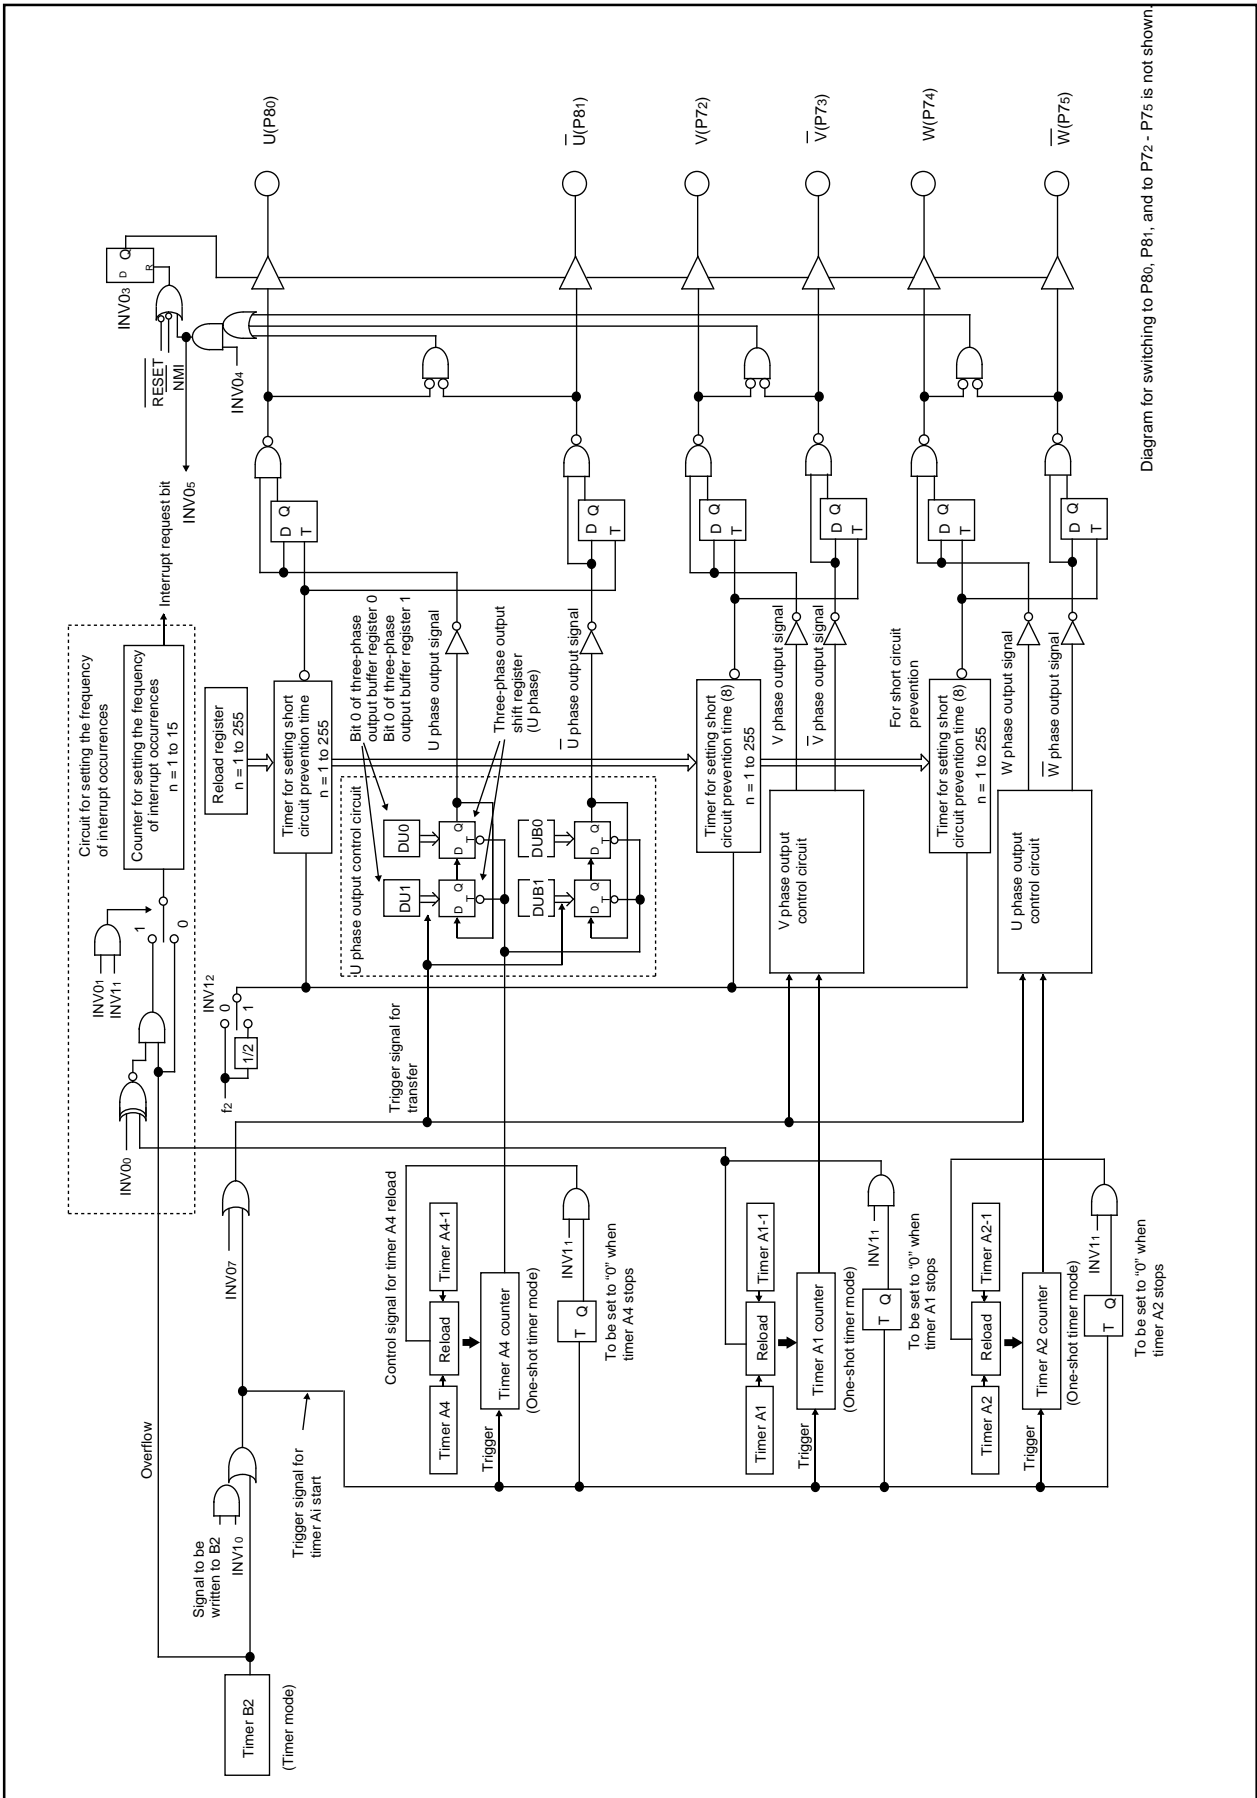 Diagram for switching to P80, P81, and to P72 - P75 is not shown.
U(P80)
U(P81)
V(P72)
V(P73)
W(P74)
W(P75)
INV03
D Q
R
RESET
NMI
INV04
INV05
Interrupt request bit
Circuit for setting the frequency
of interrupt occurrences
Counter for setting the frequency
of interrupt occurrences
n = 1 to 15
INV01
INV11
1
0
INV00
Overflow
Reload register
n = 1 to 255
Timer for setting short
circuit prevention time
n = 1 to 255
INV12
0
1
1/2
f2
D Q
T
D Q
T
D Q
T
D Q
T
D Q
T
D Q
T
Bit 0 of three-phase
output buffer register 0
Bit 0 of three-phase
output buffer register 1
U phase output signal
Three-phase output
shift register
(U phase)
U phase output signal
U phase output control circuit
DU0
DU1
D Q
T
D Q
T
DUB0
DUB1
D Q
T
D Q
T
Trigger signal for
transfer
Timer for setting short
circuit prevention time (8)
n = 1 to 255
V phase output signal
V phase output signal
V phase output
control circuit
For short circuit
prevention
Timer for setting short
circuit prevention time (8)
n = 1 to 255
W phase output signal
W phase output signal
U phase output
control circuit
INV07
Signal to be
written to B2
INV10
Trigger signal for
timer Ai start
Timer B2
(Timer mode)
Control signal for timer A4 reload
Timer A4-1
Reload
Timer A4
Trigger
Timer A4 counter
(One-shot timer mode)
INV11
T Q
To be set to “0” when
timer A4 stops
Timer A1-1
Reload
Timer A1
Trigger
Timer A1 counter
(One-shot timer mode)
INV11
T Q
To be set to “0” when
timer A1 stops
Timer A2-1
Reload
Timer A2
Trigger
Timer A2 counter
(One-shot timer mode)
INV11
T Q
To be set to “0” when
timer A2 stops